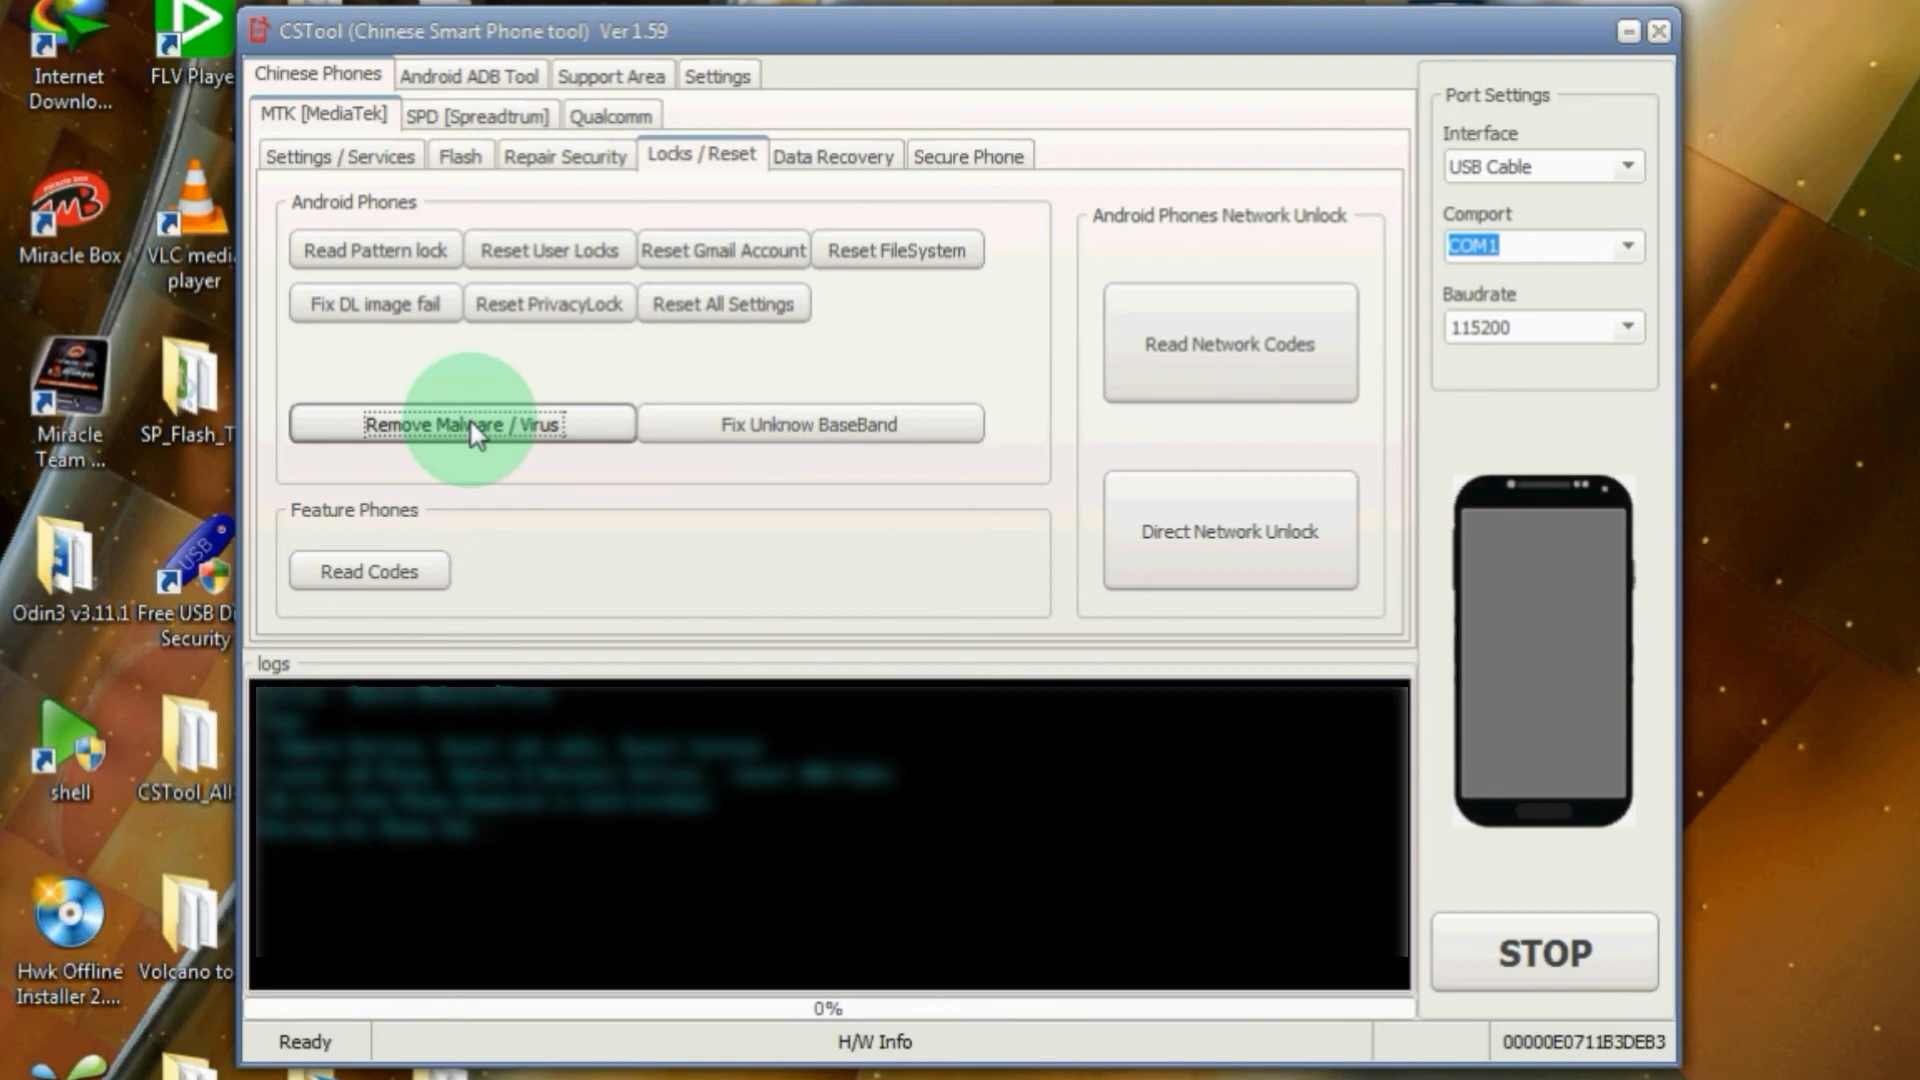 Internet
Downlo...
FLV Playe
Miracle Box
VLC medi
player
Miracle
Team ...
SP_Flash_T
Odin3 v3.11.1
Free USB Di
Security
shell
CSTool_All-
Hwk Offline
Installer 2....
Volcano to
CSTool (Chinese Smart Phone tool) Ver 1.59
Chinese Phones
Android ADB Tool
Support Area
Settings
MTK [MediaTek]
SPD [Spreadtrum]
Qualcomm
Settings / Services
Flash
Repair Security
Locks / Reset
Data Recovery
Secure Phone
Android Phones
Read Pattern lock
Reset User Locks
Reset Gmail Account
Reset FileSystem
Fix DL image fail
Reset PrivacyLock
Reset All Settings
Remove Malware / Virus
Fix Unknow BaseBand
Feature Phones
Read Codes
Android Phones Network Unlock
Read Network Codes
Direct Network Unlock
Port Settings
Interface
USB Cable
Comport
COM1
Baudrate
115200
STOP
logs
0%
Ready
H/W Info
00000E0711B3DEB3